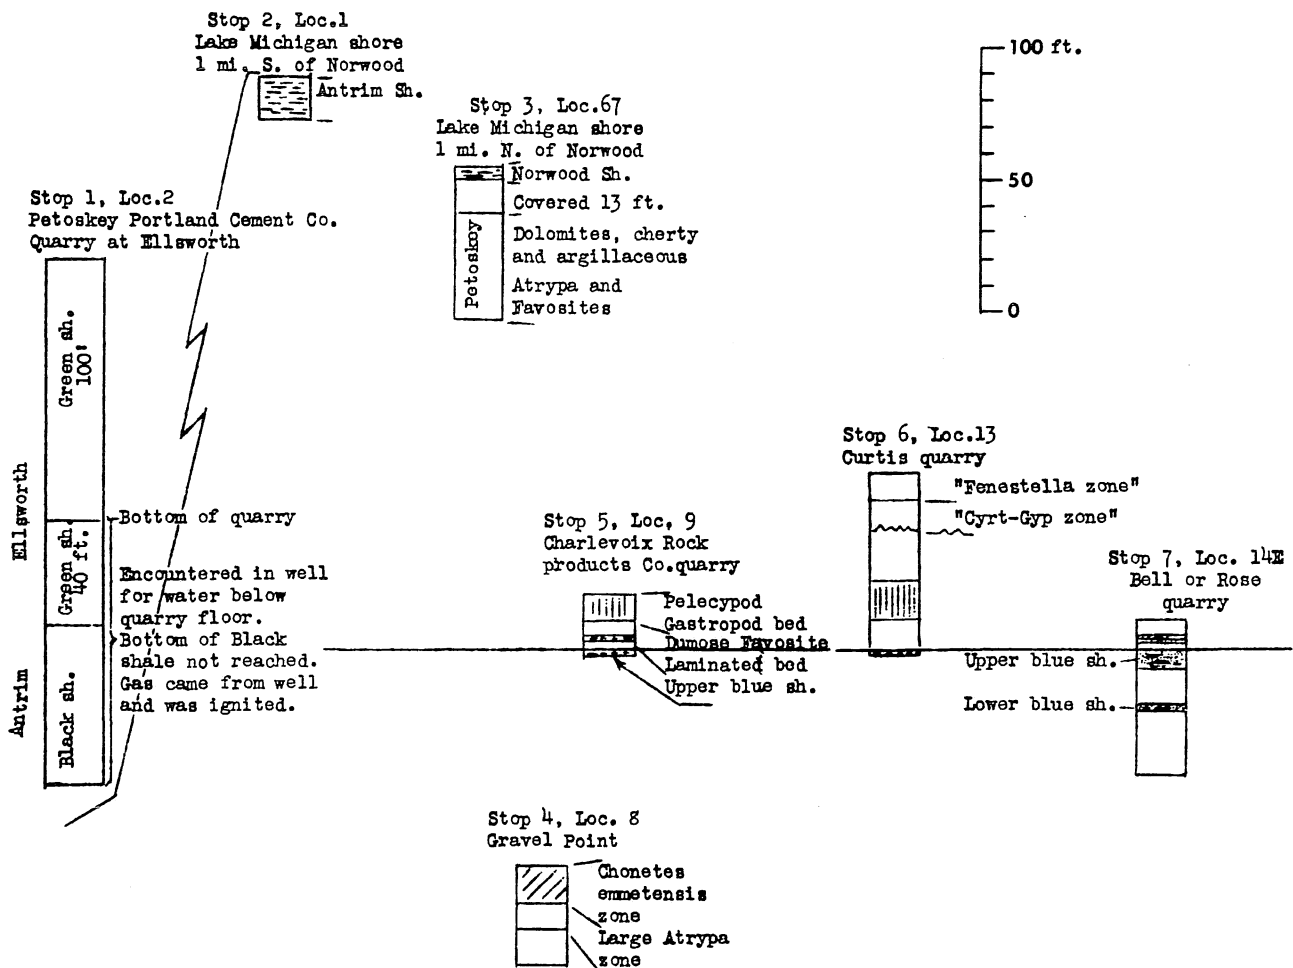 Stop 2, Loc.1
Lake Michigan shore
1 mi. S. of Norwood
Antrim Sh.
Stop 3, Loc.67
Lake Michigan shore
1 mi. N. of Norwood
Norwood Sh.
Covered 13 ft.
Petoskoy
Dolomites, cherty
and argillaceous
Atrypa and
Favosites
100 ft.
50
0
Stop 1, Loc.2
Petoskey Portland Cement Co.
Quarry at Ellsworth
Green sh.
100'
Ellsworth
Green sh.
40 ft.
Antrim
Black sh.
Bottom of quarry
Encountered in well
for water below
quarry floor.
Bottom of Black
shale not reached.
Gas came from well
and was ignited.
Stop 5, Loc. 9
Charlevoix Rock
products Co.quarry
Pelecypod
Gastropod bed
Dumose Favosite
Laminated bed
Upper blue sh.
Stop 6, Loc.13
Curtis quarry
"Fenestella zone"
"Cyrt-Gyp zone"
Stop 7, Loc. 14E
Bell or Rose
quarry
Upper blue sh.
Lower blue sh.
Stop 4, Loc. 8
Gravel Point
Chonetes
emmetensis
zone
Large Atrypa
zone